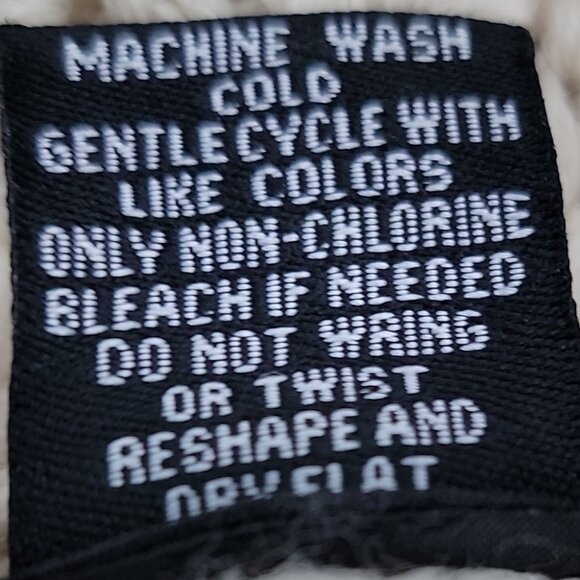 MACHINE WASH
COLD
GENTLE CYCLE WITH
LIKE COLORS
ONLY NON-CHLORINE
BLEACH IF NEEDED
DO NOT WRING
OR TWIST
RESHAPE AND
DRY FLAT